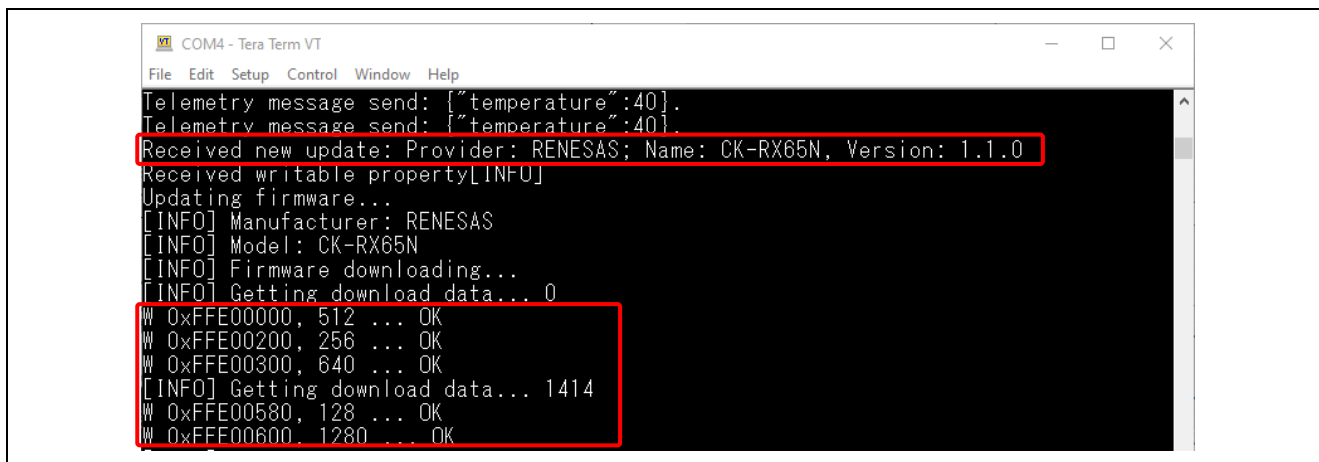 COM4 - Tera Term VT
File Edit Setup Control Window Help
Telemetry message send: {"temperature":40}.
Telemetry message send: {"temperature":40}.
Received new update: Provider: RENESAS; Name: CK-RX65N, Version: 1.1.0
Received writable property[INFO]
Updating firmware...
[INFO] Manufacturer: RENESAS
[INFO] Model: CK-RX65N
[INFO] Firmware downloading...
[INFO] Getting download data... 0
W 0xFFE00000, 512 ... OK
W 0xFFE00200, 256 ... OK
W 0xFFE00300, 640 ... OK
[INFO] Getting download data... 1414
W 0xFFE00580, 128 ... OK
W 0xFFE00600, 1280 ... OK